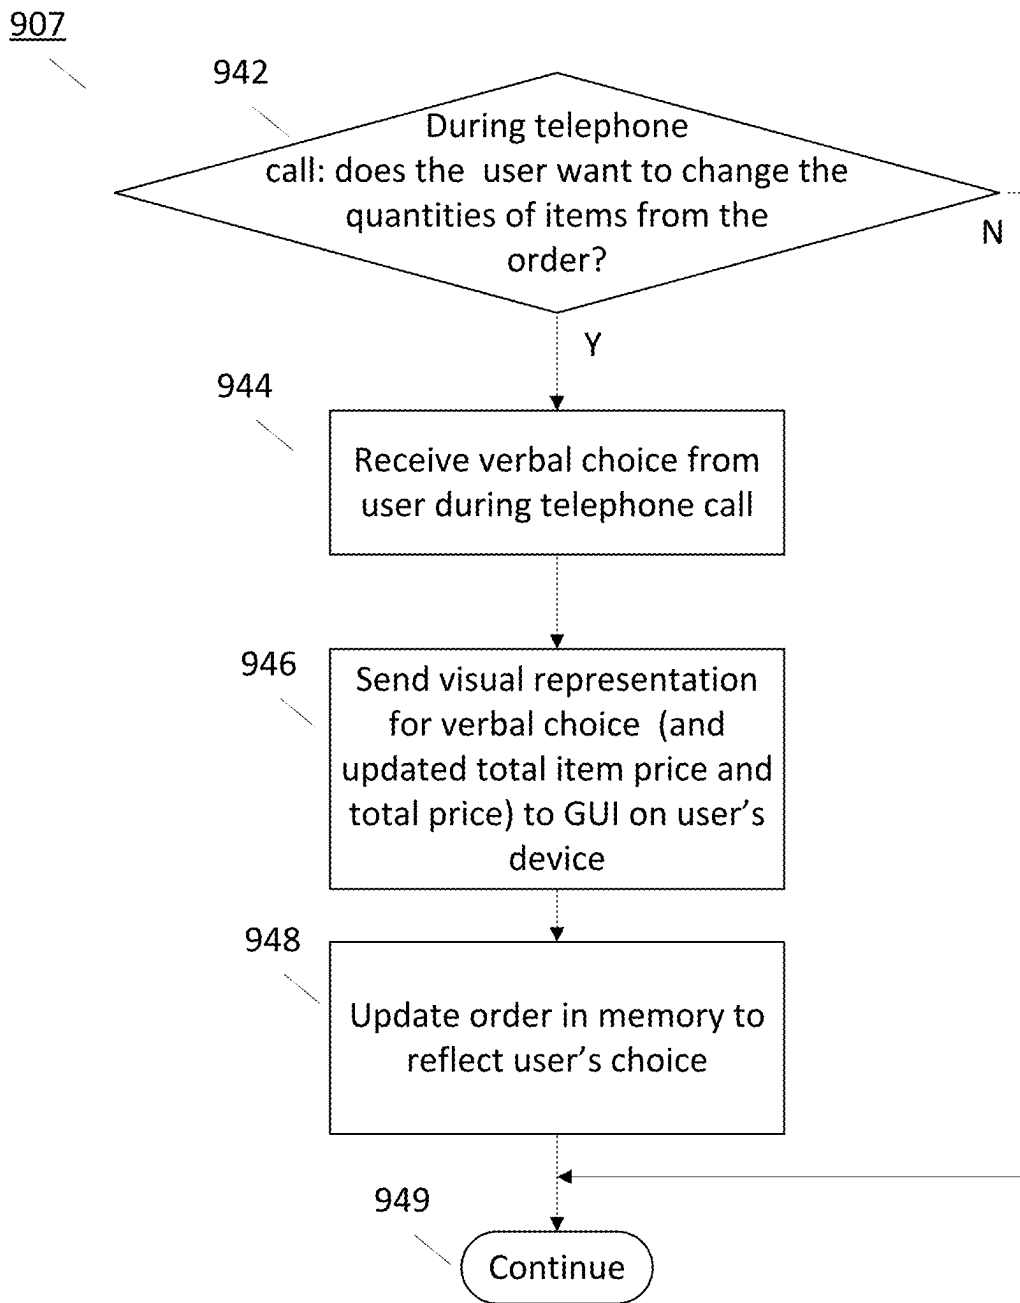 907
942
During telephone
call: does the user want to change the
quantities of items from the
order?
N
Y
944
Receive verbal choice from
user during telephone call
946
Send visual representation
for verbal choice (and
updated total item price and
total price) to GUI on user’s
device
948
Update order in memory to
reflect user’s choice
949
Continue